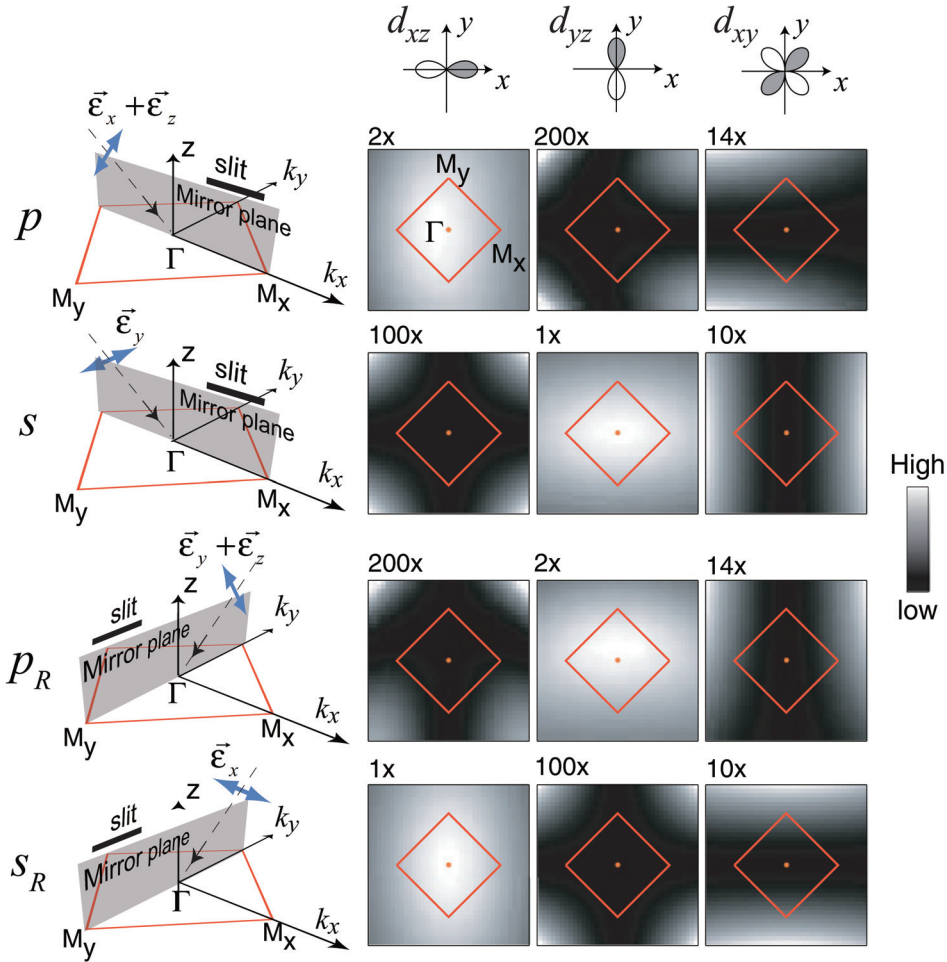 d_xz d_yz d_xy
y y y
x x x
ε⃗_x + ε⃗_z
2x 200x 14x
z
slit
k_y
Mirror plane
p
Γ
k_x
M_y M_x
M_y
Γ
M_x
ε⃗_y
100x 1x 10x
z
slit
k_y
Mirror plane
s
Γ
k_x
M_y M_x
High
low
ε⃗_y + ε⃗_z
200x 2x 14x
z
slit
k_y
Mirror plane
p_R
Γ
k_x
M_y M_x
ε⃗_x
1x 100x 10x
z
slit
k_y
Mirror plane
s_R
Γ
k_x
M_y M_x